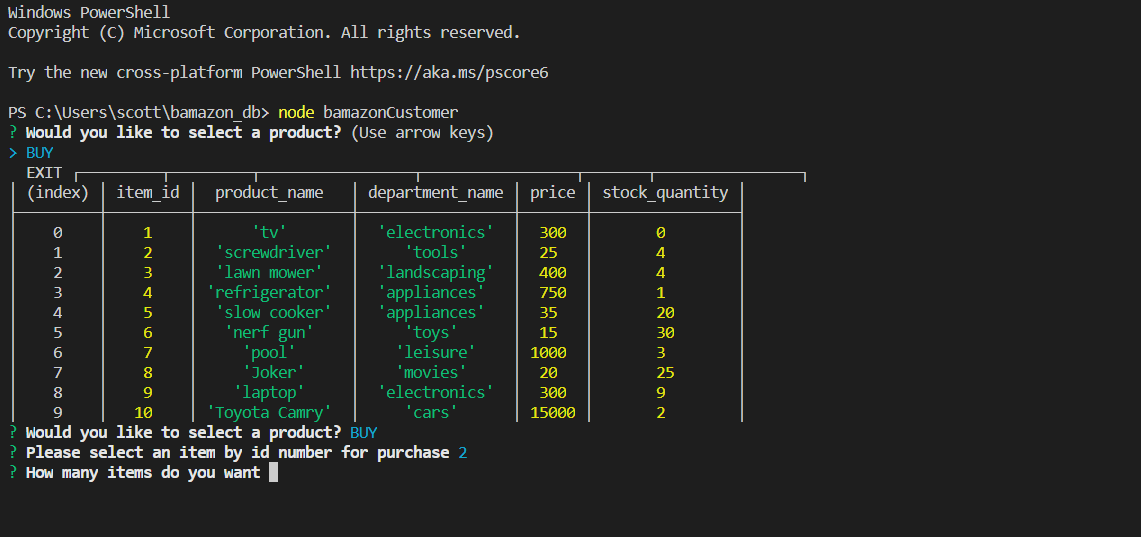 Windows PowerShell
Copyright (C) Microsoft Corporation. All rights reserved.
Try the new cross-platform PowerShell https://aka.ms/pscore6
PS C:\Users\scott\bamazon_db> node bamazonCustomer
? Would you like to select a product? (Use arrow keys)
> BUY
EXIT
(index) item_id product_name department_name price stock_quantity
0 1 'tv' 'electronics' 300 0
1 2 'screwdriver' 'tools' 25 4
2 3 'lawn mower' 'landscaping' 400 4
3 4 'refrigerator' 'appliances' 750 1
4 5 'slow cooker' 'appliances' 35 20
5 6 'nerf gun' 'toys' 15 30
6 7 'pool' 'leisure' 1000 3
7 8 'Joker' 'movies' 20 25
8 9 'laptop' 'electronics' 300 9
9 10 'Toyota Camry' 'cars' 15000 2
? Would you like to select a product? BUY
? Please select an item by id number for purchase 2
? How many items do you want